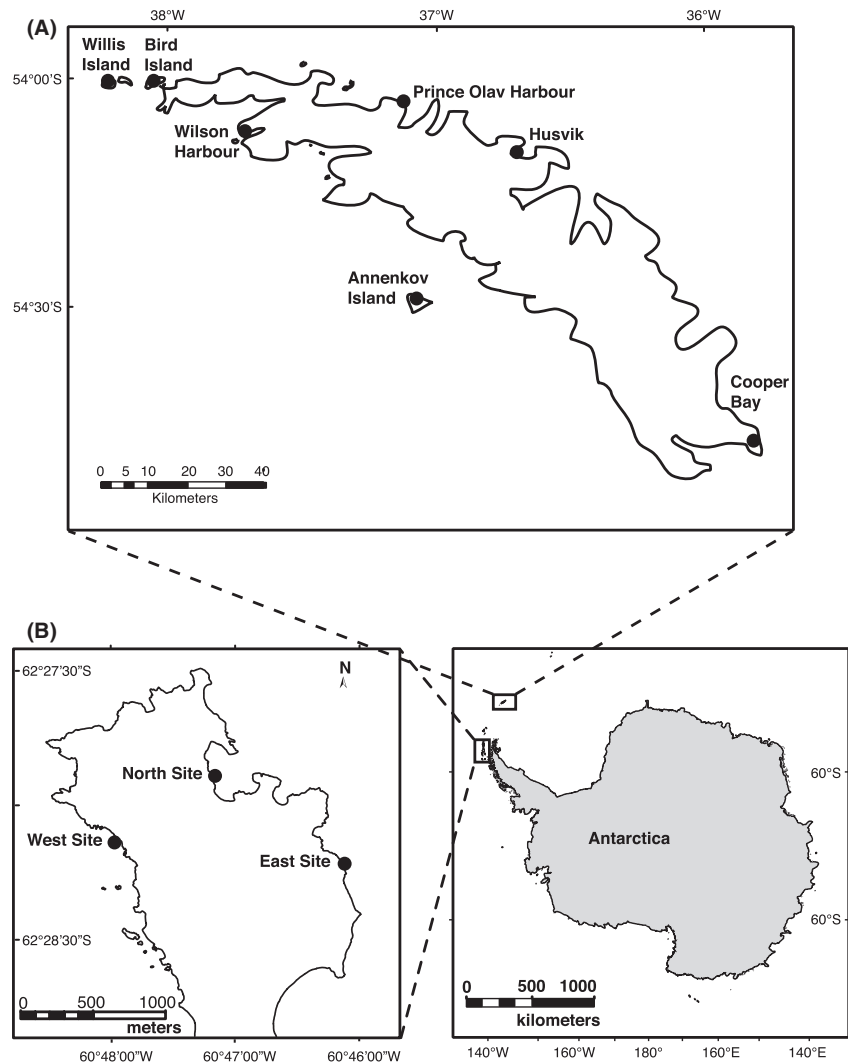 (A)
38°W
37°W
36°W
54°00'S
54°30'S
Willis
Island
Bird
Island
Prince Olav Harbour
Wilson
Harbour
Husvik
Annenkov
Island
Cooper
Bay
0 5 10 20 30 40
Kilometers
(B)
62°27'30"S
62°28'30"S
N
North Site
West Site
East Site
0 500 1000
meters
60°48'00"W 60°47'00"W 60°46'00"W
60°S
Antarctica
60°S
0 500 1000
kilometers
140°W 160°W 180° 160°E 140°E